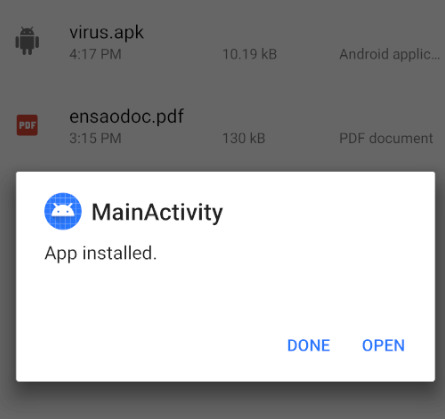 virus.apk
4:17 PM 10.19 kB Android applic...
PDF
ensaodoc.pdf
3:15 PM 130 kB PDF document
MainActivity
App installed.
DONE OPEN